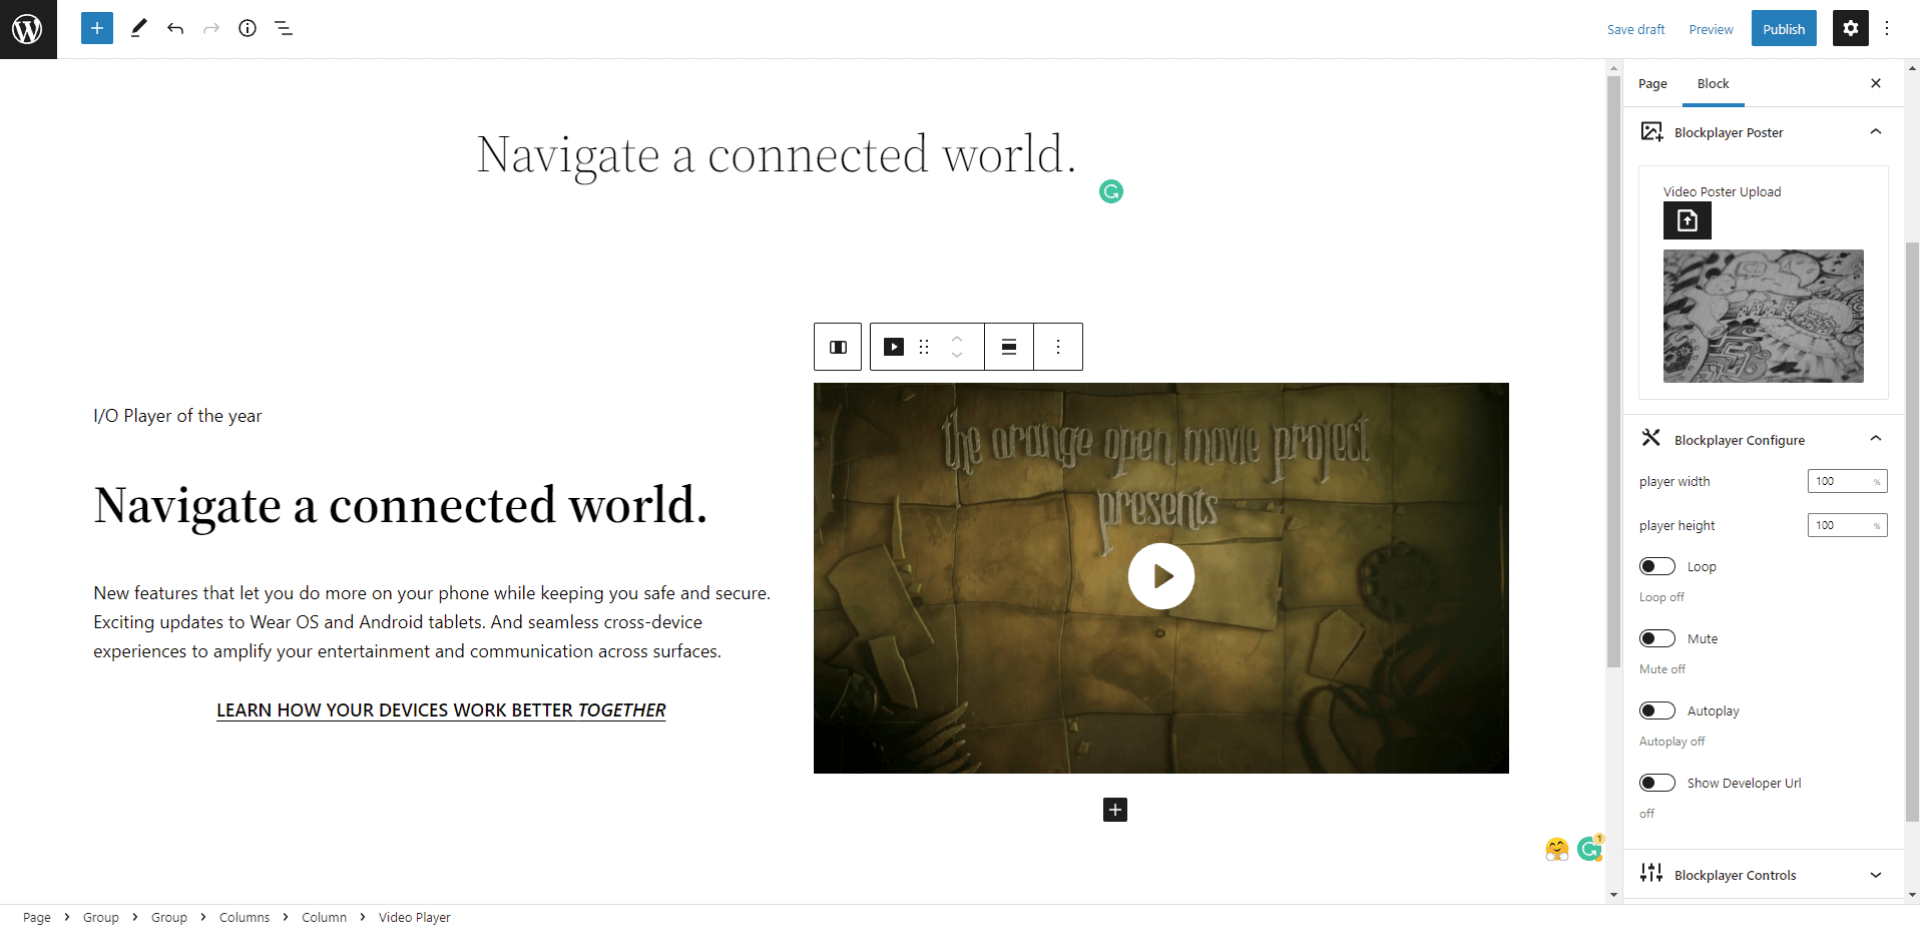 Save draft
Preview
Publish
Navigate a connected world.
I/O Player of the year
Navigate a connected world.
New features that let you do more on your phone while keeping you safe and secure.
Exciting updates to Wear OS and Android tablets. And seamless cross-device
experiences to amplify your entertainment and communication across surfaces.
LEARN HOW YOUR DEVICES WORK BETTER TOGETHER
the orange open movie project
presents
1
Page Block
Blockplayer Poster
Video Poster Upload
Blockplayer Configure
player width 100 %
player height 100 %
Loop
Loop off
Mute
Mute off
Autoplay
Autoplay off
Show Developer Url
off
Blockplayer Controls
Page > Group > Group > Columns > Column > Video Player